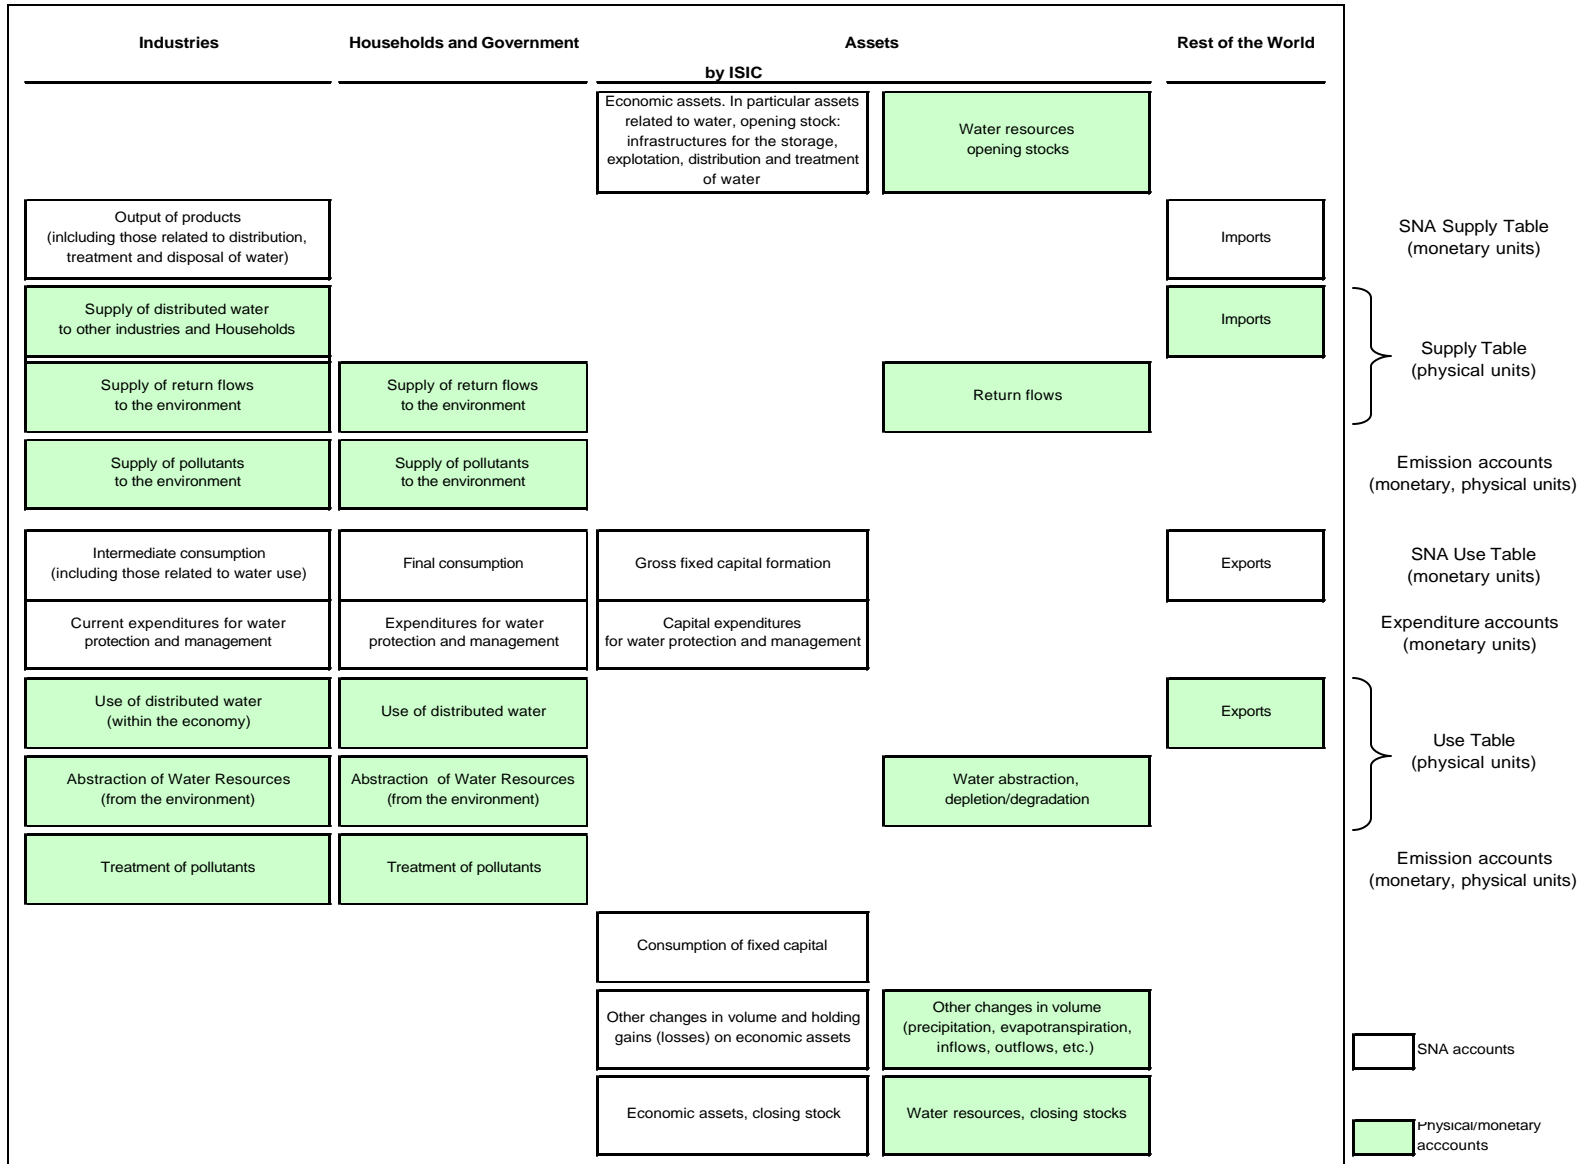 Industries
Households and Government
Assets
Rest of the World
by ISIC
Economic assets. In particular assets
related to water, opening stock:
infrastructures for the storage,
explotation, distribution and treatment
of water
Water resources
opening stocks
Output of products
(inlcluding those related to distribution,
treatment and disposal of water)
Imports
SNA Supply Table
(monetary units)
Supply of distributed water
to other industries and Households
Imports
Supply Table
(physical units)
Supply of return flows
to the environment
Supply of return flows
to the environment
Return flows
Supply of pollutants
to the environment
Supply of pollutants
to the environment
Emission accounts
(monetary, physical units)
Intermediate consumption
(including those related to water use)
Final consumption
Gross fixed capital formation
Exports
SNA Use Table
(monetary units)
Current expenditures for water
protection and management
Expenditures for water
protection and management
Capital expenditures
for water protection and management
Expenditure accounts
(monetary units)
Use of distributed water
(within the economy)
Use of distributed water
Exports
Use Table
(physical units)
Abstraction of Water Resources
(from the environment)
Abstraction of Water Resources
(from the environment)
Water abstraction,
depletion/degradation
Treatment of pollutants
Treatment of pollutants
Emission accounts
(monetary, physical units)
Consumption of fixed capital
Other changes in volume and holding
gains (losses) on economic assets
Other changes in volume
(precipitation, evapotranspiration,
inflows, outflows, etc.)
SNA accounts
Economic assets, closing stock
Water resources, closing stocks
Physical/monetary
acccounts